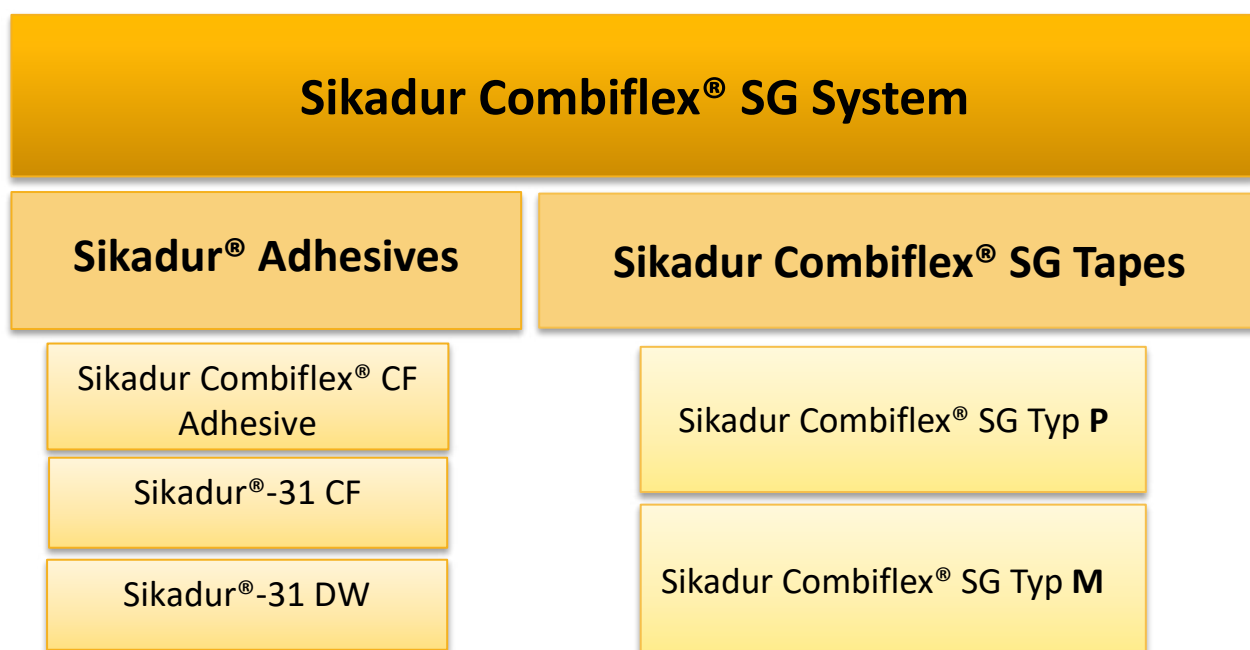 Sikadur Combiflex® SG System
Sikadur® Adhesives
Sikadur Combiflex® CF
Adhesive
Sikadur®-31 CF
Sikadur®-31 DW
Sikadur Combiflex® SG Tapes
Sikadur Combiflex® SG Typ P
Sikadur Combiflex® SG Typ M